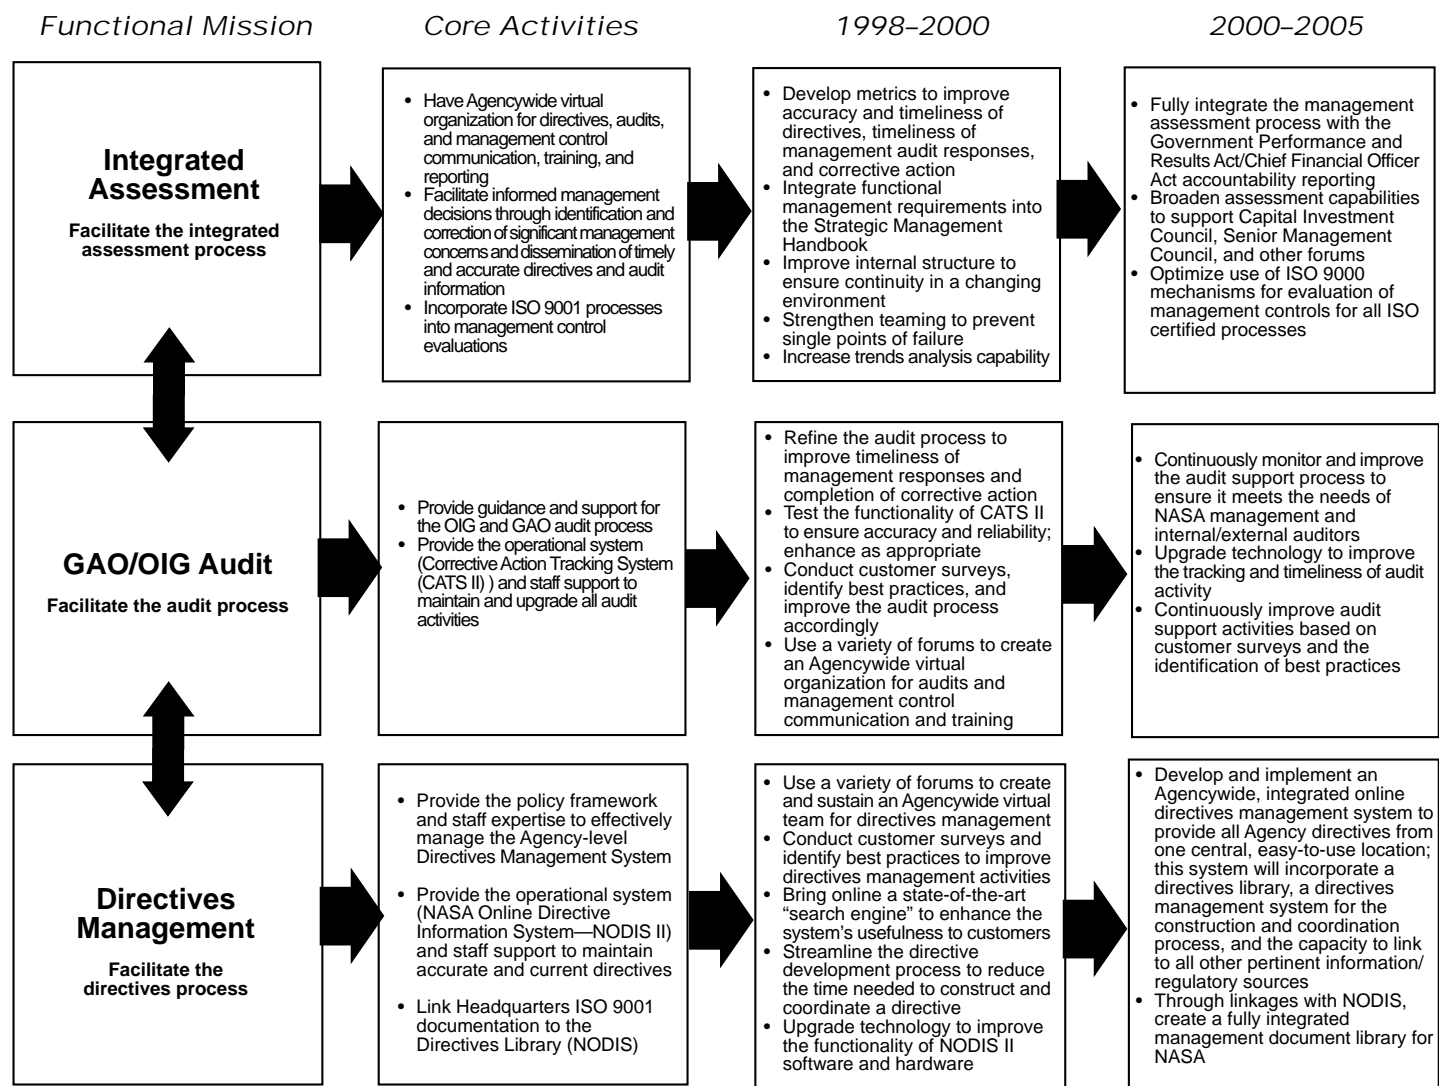 Functional Mission
Core Activities
1998–2000
2000–2005
Integrated
Assessment
Facilitate the integrated
assessment process
• Have Agencywide virtual
organization for directives, audits,
and management control
communication, training, and
reporting
• Facilitate informed management
decisions through identification and
correction of significant management
concerns and dissemination of timely
and accurate directives and audit
information
• Incorporate ISO 9001 processes
into management control
evaluations
• Develop metrics to improve
accuracy and timeliness of
directives, timeliness of
management audit responses,
and corrective action
• Integrate functional
management requirements into
the Strategic Management
Handbook
• Improve internal structure to
ensure continuity in a changing
environment
• Strengthen teaming to prevent
single points of failure
• Increase trends analysis capability
• Fully integrate the management
assessment process with the
Government Performance and
Results Act/Chief Financial Officer
Act accountability reporting
• Broaden assessment capabilities
to support Capital Investment
Council, Senior Management
Council, and other forums
• Optimize use of ISO 9000
mechanisms for evaluation of
management controls for all ISO
certified processes
GAO/OIG Audit
Facilitate the audit process
• Provide guidance and support for
the OIG and GAO audit process
• Provide the operational system
(Corrective Action Tracking System
(CATS II) ) and staff support to
maintain and upgrade all audit
activities
• Refine the audit process to
improve timeliness of
management responses and
completion of corrective action
• Test the functionality of CATS II
to ensure accuracy and reliability;
enhance as appropriate
• Conduct customer surveys,
identify best practices, and
improve the audit process
accordingly
• Use a variety of forums to create
an Agencywide virtual
organization for audits and
management control
communication and training
• Continuously monitor and improve
the audit support process to
ensure it meets the needs of
NASA management and
internal/external auditors
• Upgrade technology to improve
the tracking and timeliness of audit
activity
• Continuously improve audit
support activities based on
customer surveys and the
identification of best practices
Directives
Management
Facilitate the
directives process
• Provide the policy framework
and staff expertise to effectively
manage the Agency-level
Directives Management System
• Provide the operational system
(NASA Online Directive
Information System—NODIS II)
and staff support to maintain
accurate and current directives
• Link Headquarters ISO 9001
documentation to the
Directives Library (NODIS)
• Use a variety of forums to create
and sustain an Agencywide virtual
team for directives management
• Conduct customer surveys and
identify best practices to improve
directives management activities
• Bring online a state-of-the-art
“search engine” to enhance the
system’s usefulness to customers
• Streamline the directive
development process to reduce
the time needed to construct and
coordinate a directive
• Upgrade technology to improve
the functionality of NODIS II
software and hardware
• Develop and implement an
Agencywide, integrated online
directives management system to
provide all Agency directives from
one central, easy-to-use location;
this system will incorporate a
directives library, a directives
management system for the
construction and coordination
process, and the capacity to link
to all other pertinent information/
regulatory sources
• Through linkages with NODIS,
create a fully integrated
management document library for
NASA